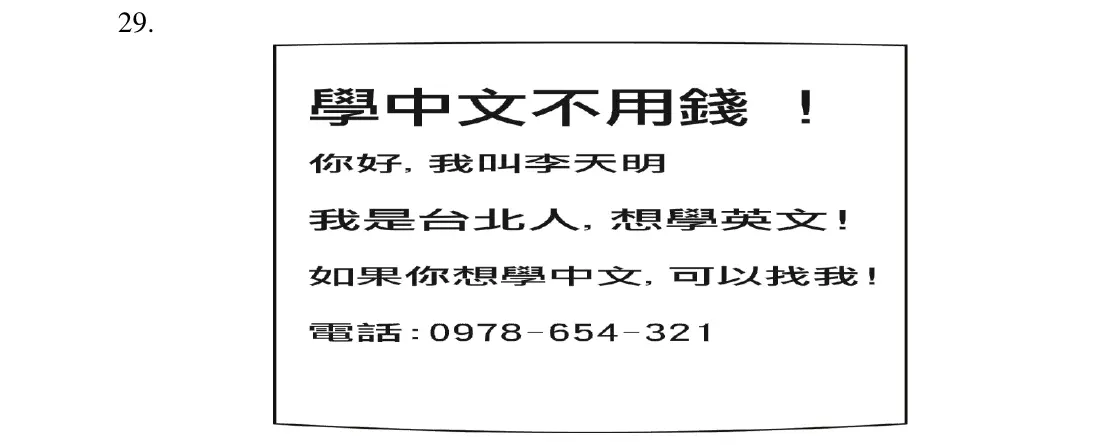 29.
學中文不用錢 !
你好, 我叫李天明
我是台北人, 想學英文!
如果你想學中文, 可以找我!
電話:0978-654-321